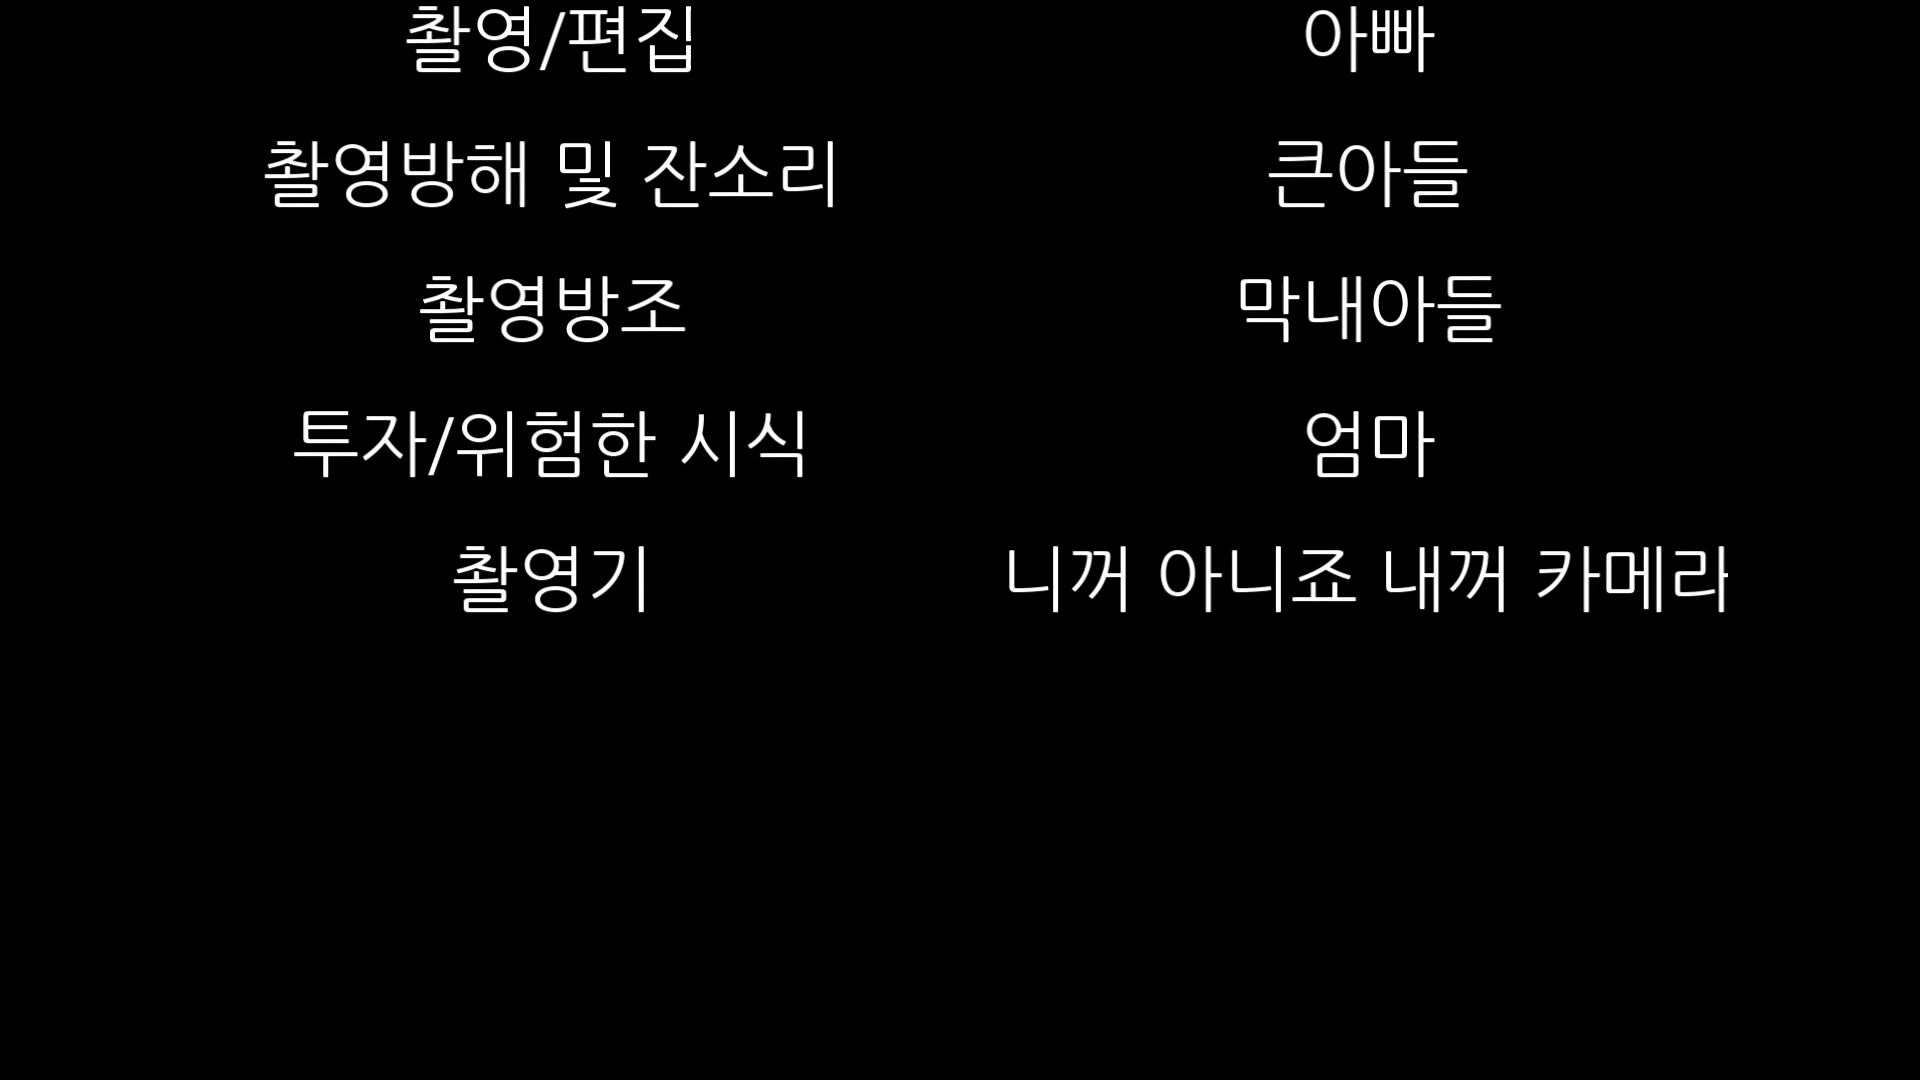 촬영/편집 아빠
촬영방해 및 잔소리 큰아들
촬영방조 막내아들
투자/위험한 시식 엄마
촬영기 니꺼 아니죠 내꺼 카메라